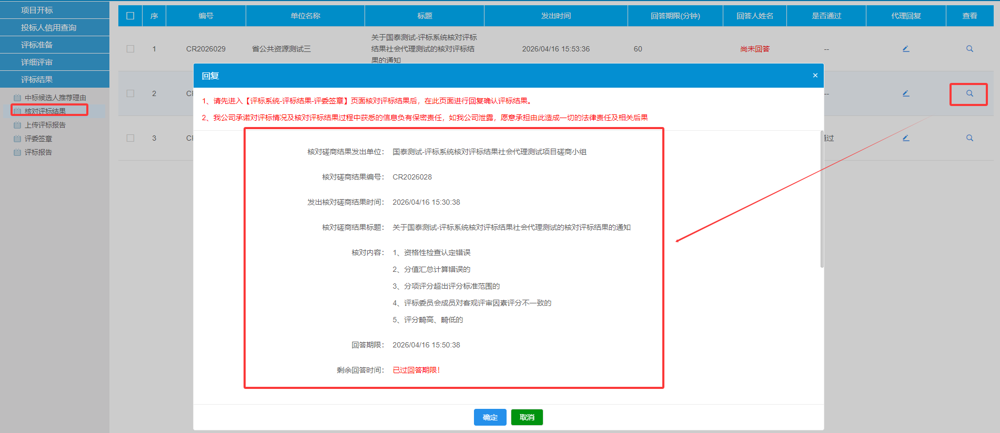 项目开标
投标人信用查询
评标准备
详细评审
评标结果
中标候选人推荐理由
核对评标结果
上传评标报告
评委签章
评标报告
序 编号 单位名称 标题 发出时间 回答期限(分钟) 回答人姓名 是否通过 代理回复 查看
1 CR2026029 省公共资源测试三 关于国泰测试-评标系统核对评标 2026/04/16 15:53:36 60 尚未回答 --
结果社会代理测试的核对评标结
果的通知
2 --
3 通过
回复 ×
1、请先进入【评标系统-评标结果-评委签章】页面核对评标结果后，在此页面进行回复确认评标结果。
2、我公司承诺对评标情况及核对评标结果过程中获悉的信息负有保密责任，如我公司泄露，愿意承担由此造成一切的法律责任及相关后果
核对磋商结果发出单位： 国泰测试-评标系统核对评标结果社会代理测试项目磋商小组
核对磋商结果编号： CR2026028
发出核对磋商结果时间： 2026/04/16 15:30:38
核对磋商结果标题： 关于国泰测试-评标系统核对评标结果社会代理测试的核对评标结果的通知
核对内容： 1、资格性检查认定错误
2、分值汇总计算错误的
3、分项评分超出评分标准范围的
4、评标委员会成员对客观评审因素评分不一致的
5、评分畸高、畸低的
回答期限： 2026/04/16 15:50:38
剩余回答时间： 已过回答期限！
确定 取消